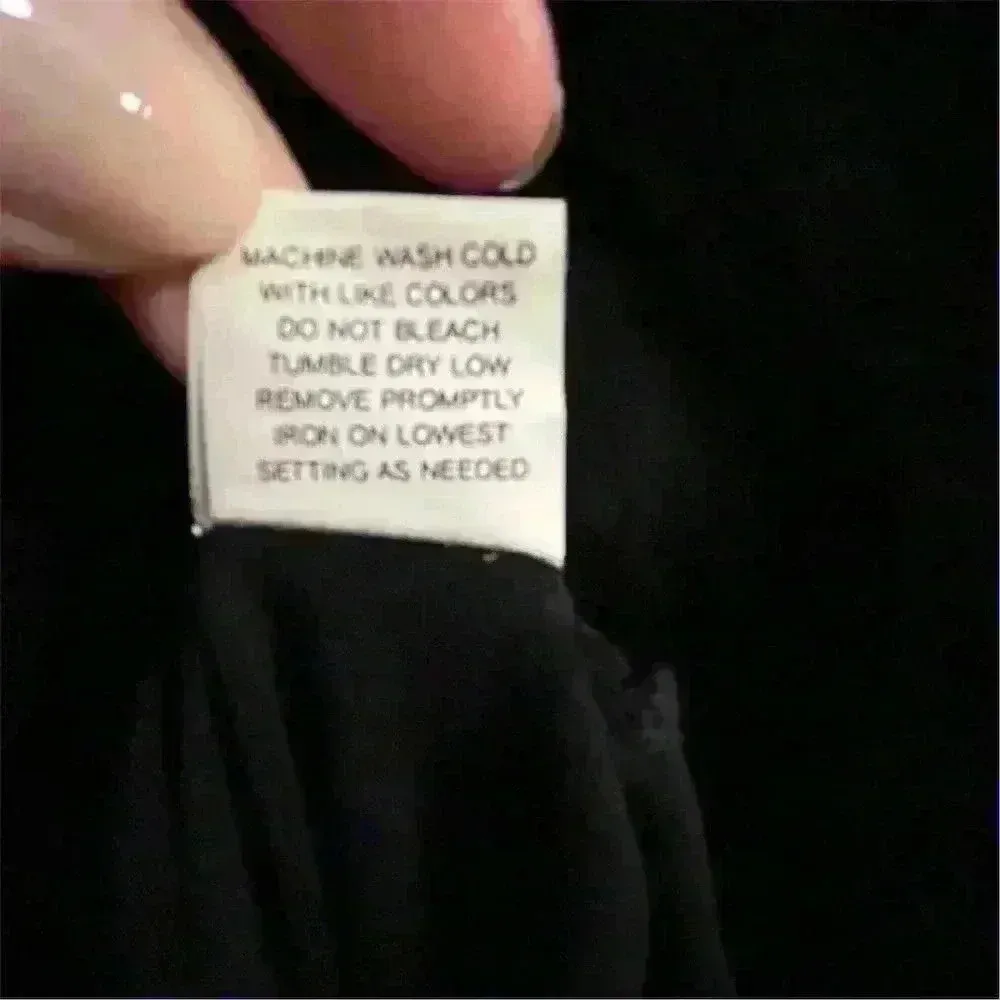 MACHINE WASH COLD
WITH LIKE COLORS
DO NOT BLEACH
TUMBLE DRY LOW
REMOVE PROMPTLY
IRON ON LOWEST
SETTING AS NEEDED